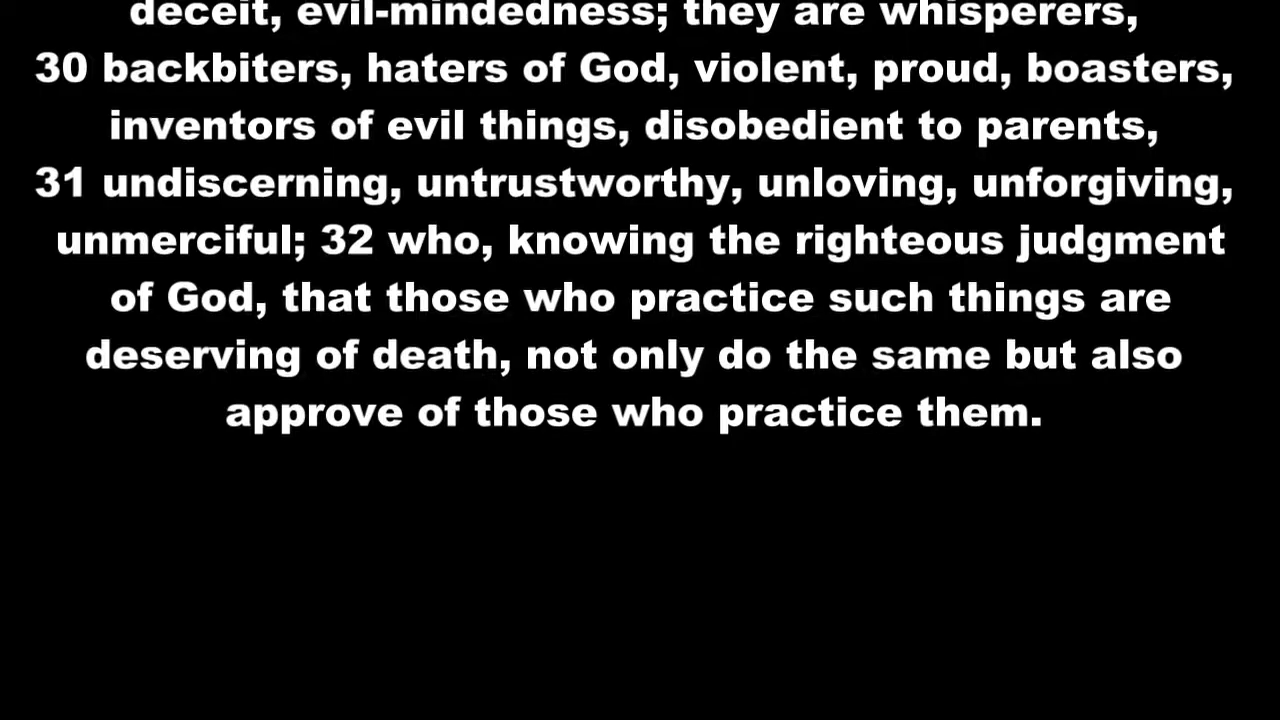 deceit, evil-mindedness; they are whisperers,
30 backbiters, haters of God, violent, proud, boasters,
inventors of evil things, disobedient to parents,
31 undiscerning, untrustworthy, unloving, unforgiving,
unmerciful; 32 who, knowing the righteous judgment
of God, that those who practice such things are
deserving of death, not only do the same but also
approve of those who practice them.